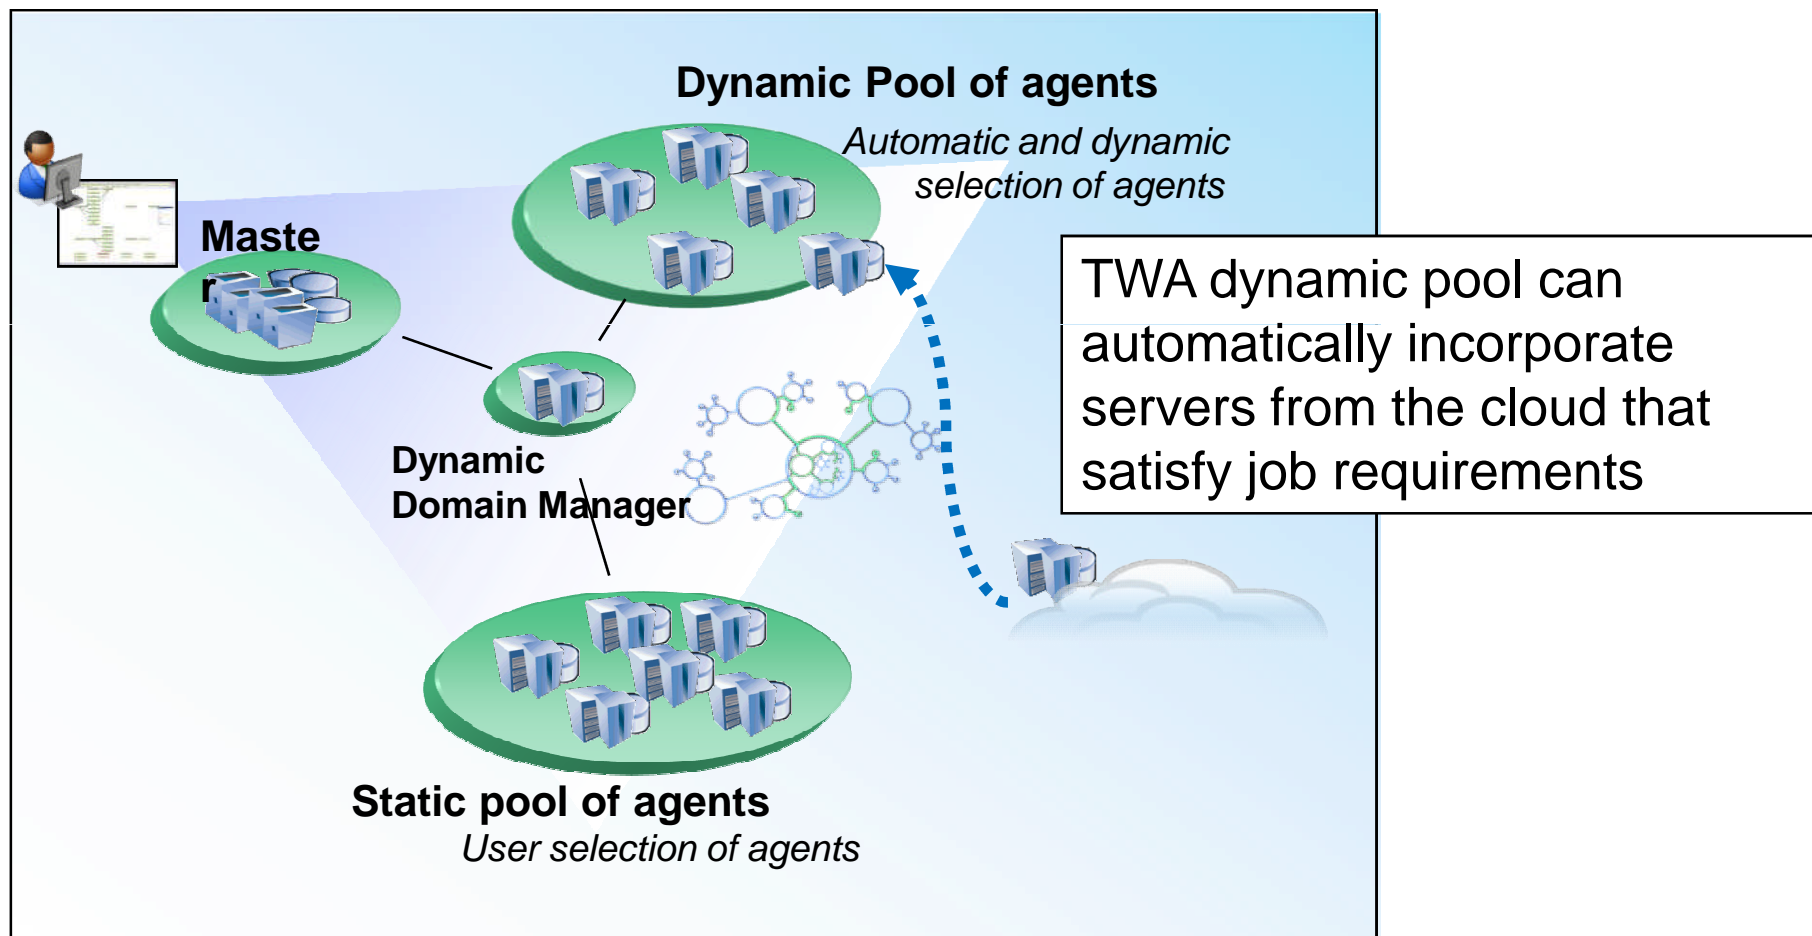 Dynamic Pool of agents
Automatic and dynamic
selection of agents
Maste
r
TWA dynamic pool can
automatically incorporate
servers from the cloud that
satisfy job requirements
Dynamic
Domain Manager
Static pool of agents
User selection of agents